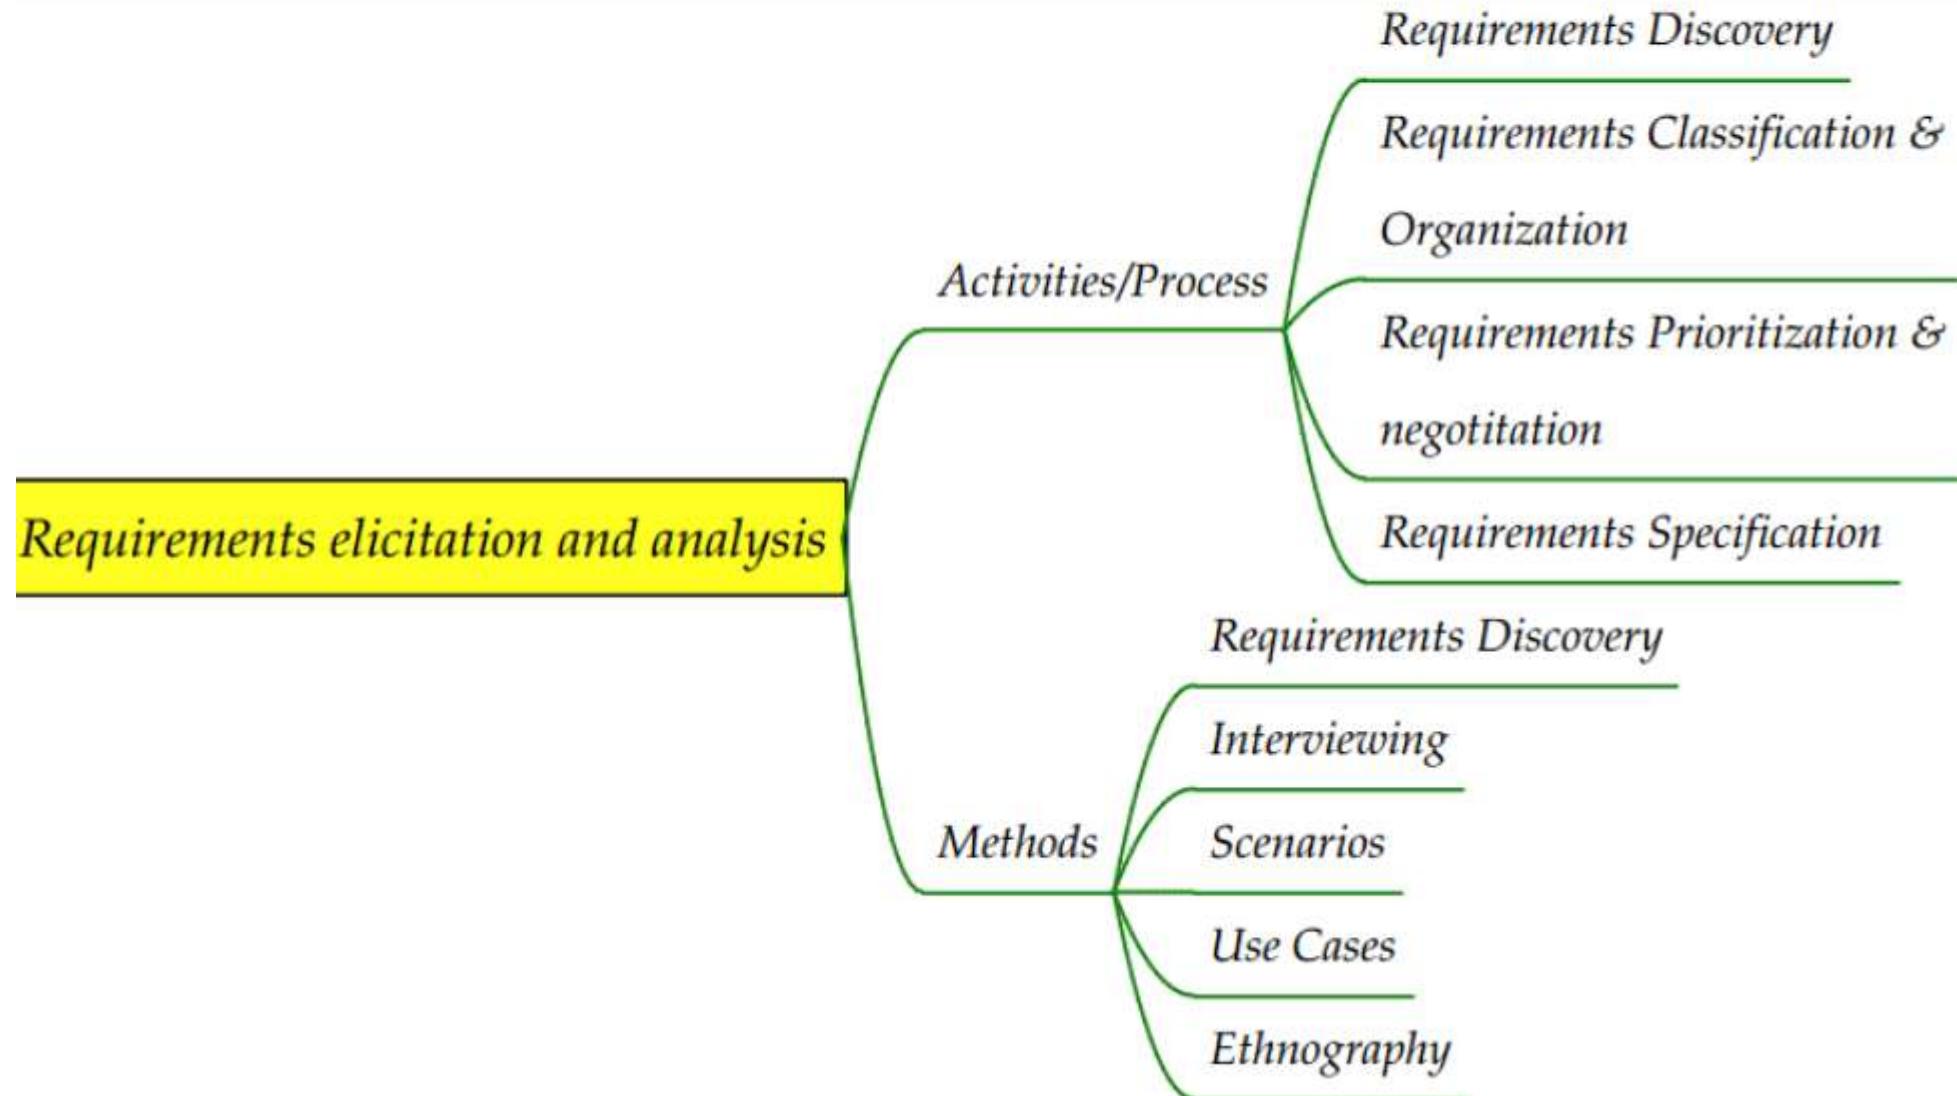 Requirements elicitation and analysis
Activities/Process
Requirements Discovery
Requirements Classification &
Organization
Requirements Prioritization &
negotitation
Requirements Specification
Methods
Requirements Discovery
Interviewing
Scenarios
Use Cases
Ethnography